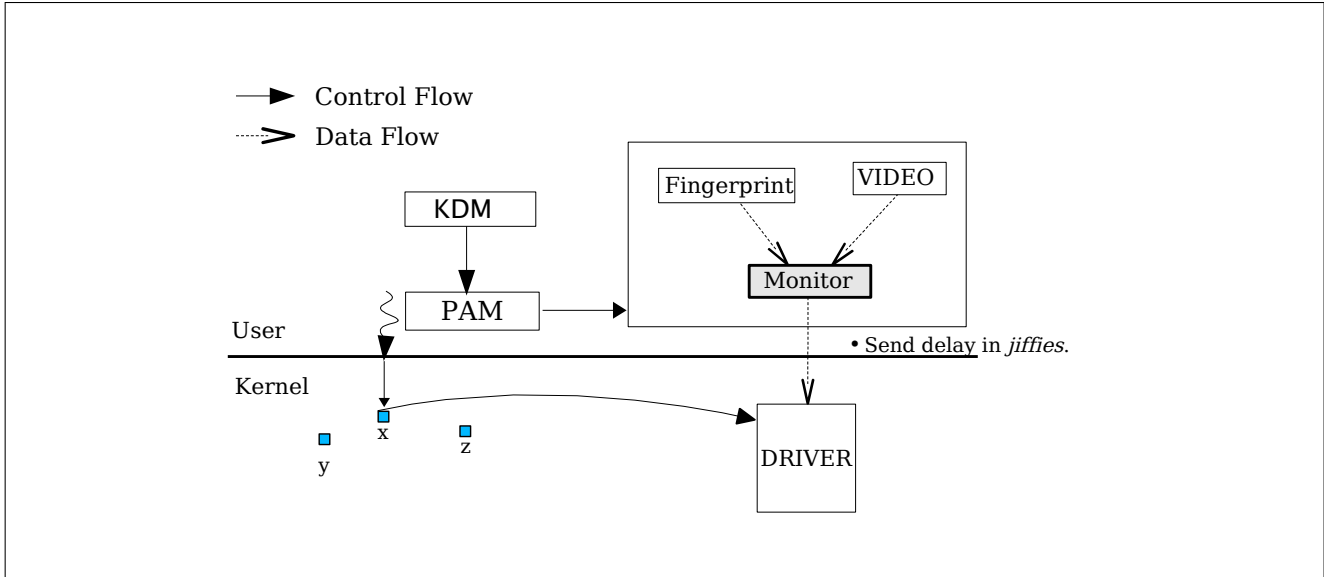 Control Flow
Data Flow
Fingerprint
VIDEO
KDM
Monitor
PAM
User
• Send delay in jiffies.
Kernel
x
y
z
DRIVER